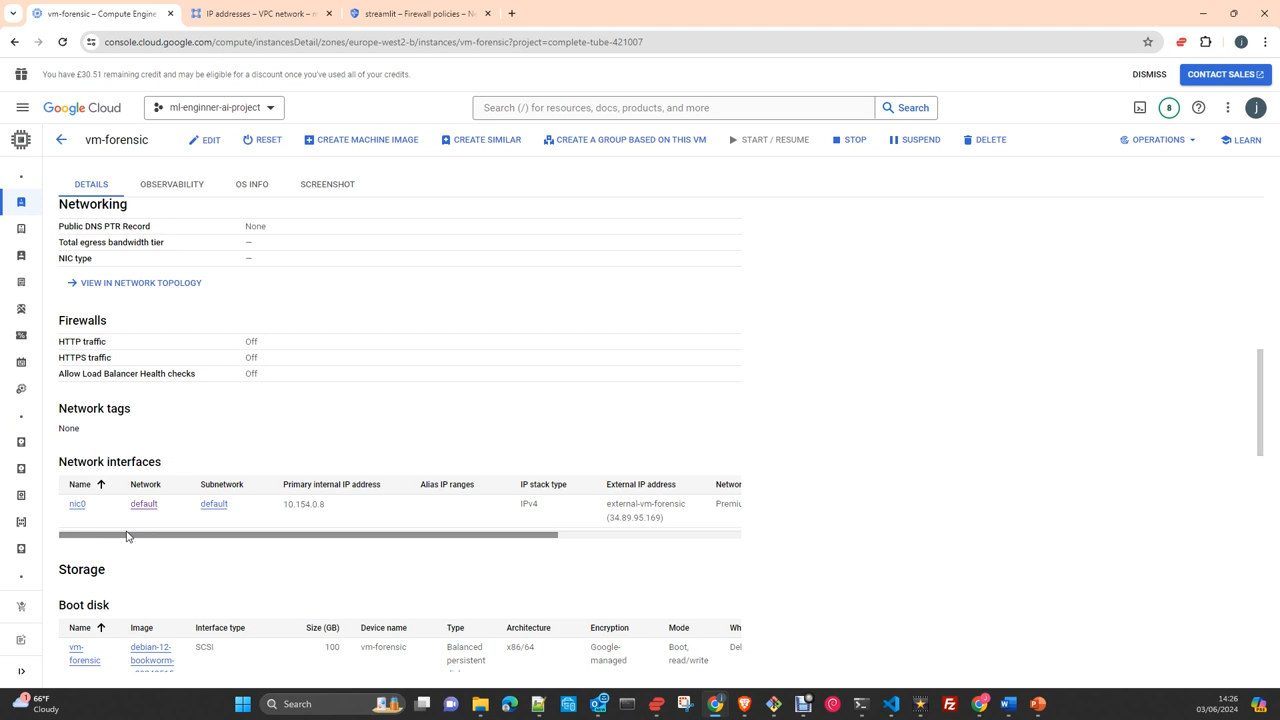 vm-forensic – Compute Engine
IP addresses – VPC network – m
streamlit – Firewall policies – Ne
console.cloud.google.com/compute/instancesDetail/zones/europe-west2-b/instances/vm-forensic?project=complete-tube-421007
You have £30.51 remaining credit and may be eligible for a discount once you've used all of your credits.
DISMISS
CONTACT SALES
Google Cloud
ml-enginner-ai-project
Search (/) for resources, docs, products, and more
Search
8
j
vm-forensic
EDIT
RESET
CREATE MACHINE IMAGE
CREATE SIMILAR
CREATE A GROUP BASED ON THIS VM
START / RESUME
STOP
SUSPEND
DELETE
OPERATIONS
LEARN
DETAILS
OBSERVABILITY
OS INFO
SCREENSHOT
Networking
Public DNS PTR Record None
Total egress bandwidth tier —
NIC type —
VIEW IN NETWORK TOPOLOGY
Firewalls
HTTP traffic Off
HTTPS traffic Off
Allow Load Balancer Health checks Off
Network tags
None
Network interfaces
Name Network Subnetwork Primary internal IP address Alias IP ranges IP stack type External IP address Networ
nic0 default default 10.154.0.8 IPv4 external-vm-forensic Premiu
(34.89.95.169)
Storage
Boot disk
Name Image Interface type Size (GB) Device name Type Architecture Encryption Mode Wh
vm- debian-12- SCSI 100 vm-forensic Balanced x86/64 Google- Boot, Del
forensic bookworm- persistent managed read/write
66°F
Cloudy
Search
14:26
03/06/2024